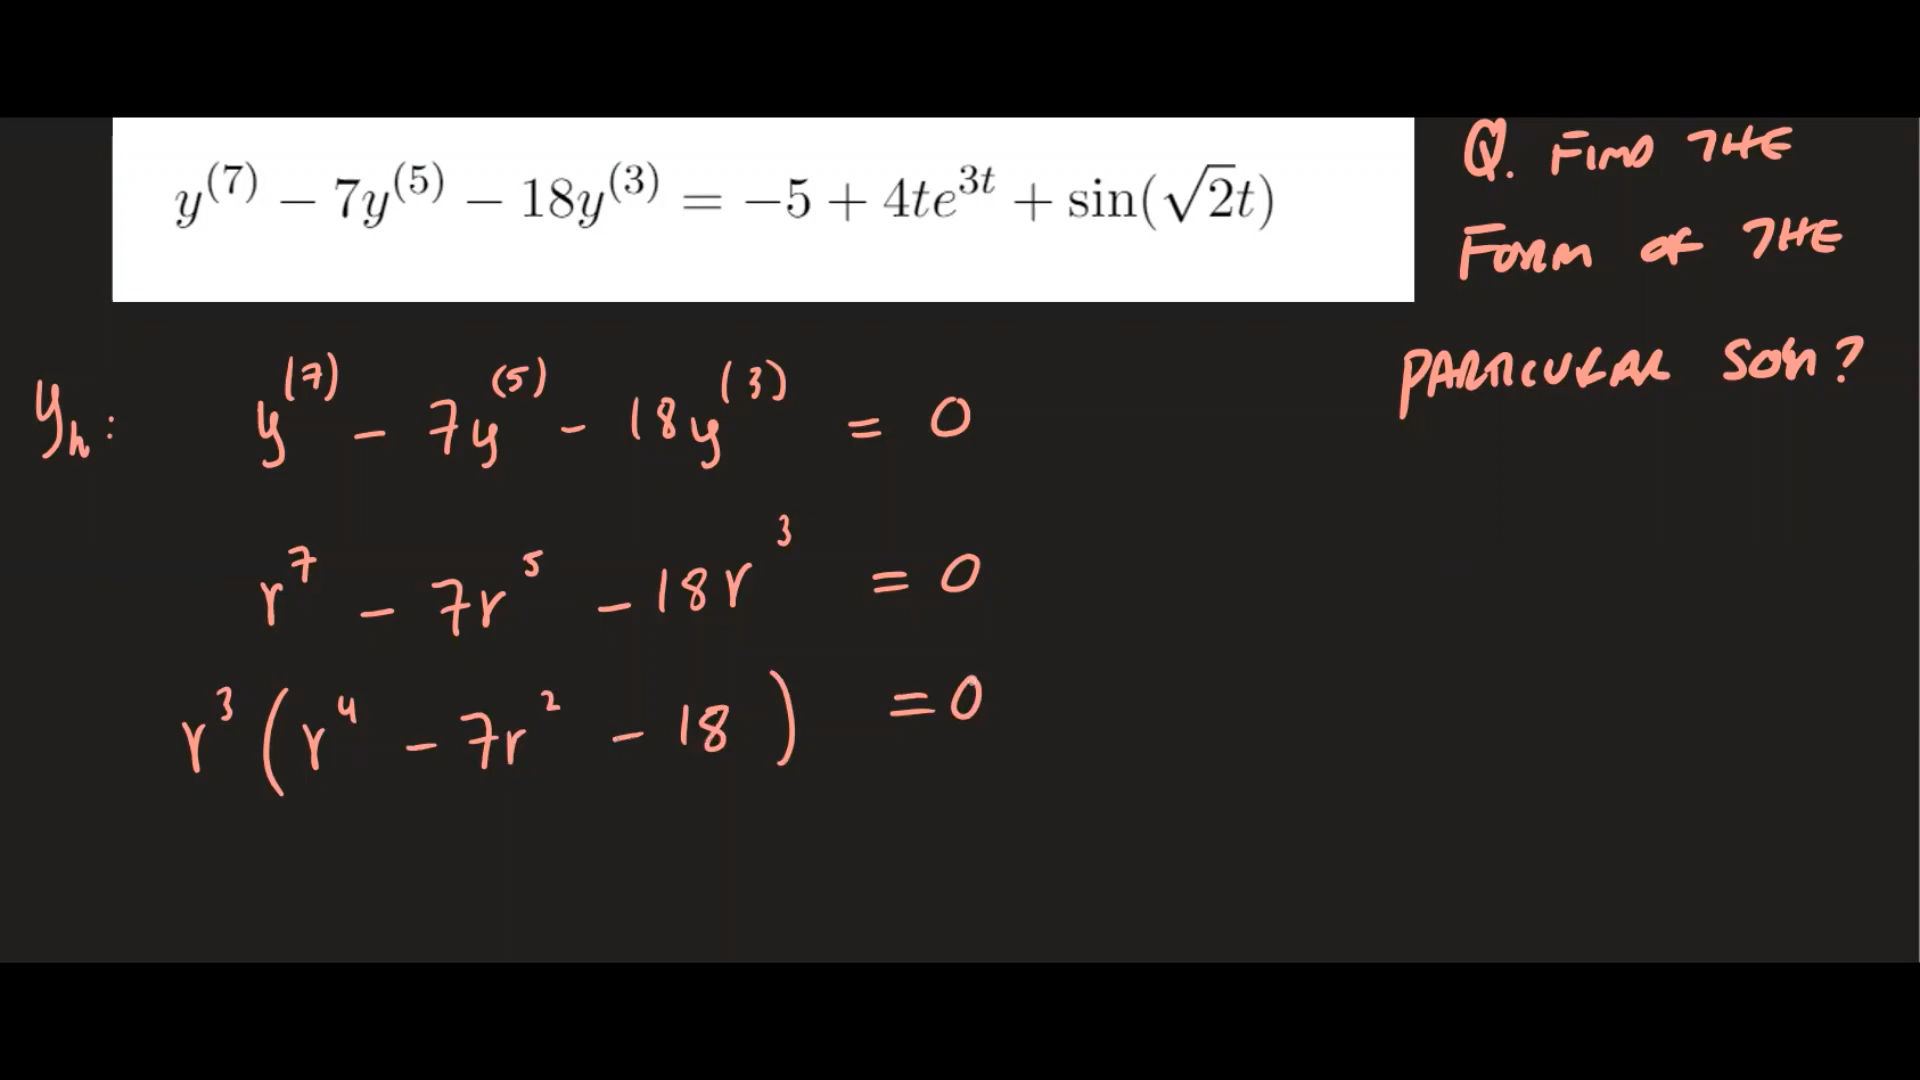 y^(7) − 7y^(5) − 18y^(3) = −5 + 4te^3t + sin(√2t)
Q. FIND THE
FORM OF THE
PARTICULAR SOLN?
y_h: y^(7) − 7y^(5) − 18y^(3) = 0
r^7 − 7r^5 − 18r^3 = 0
r^3 (r^4 − 7r^2 − 18) = 0